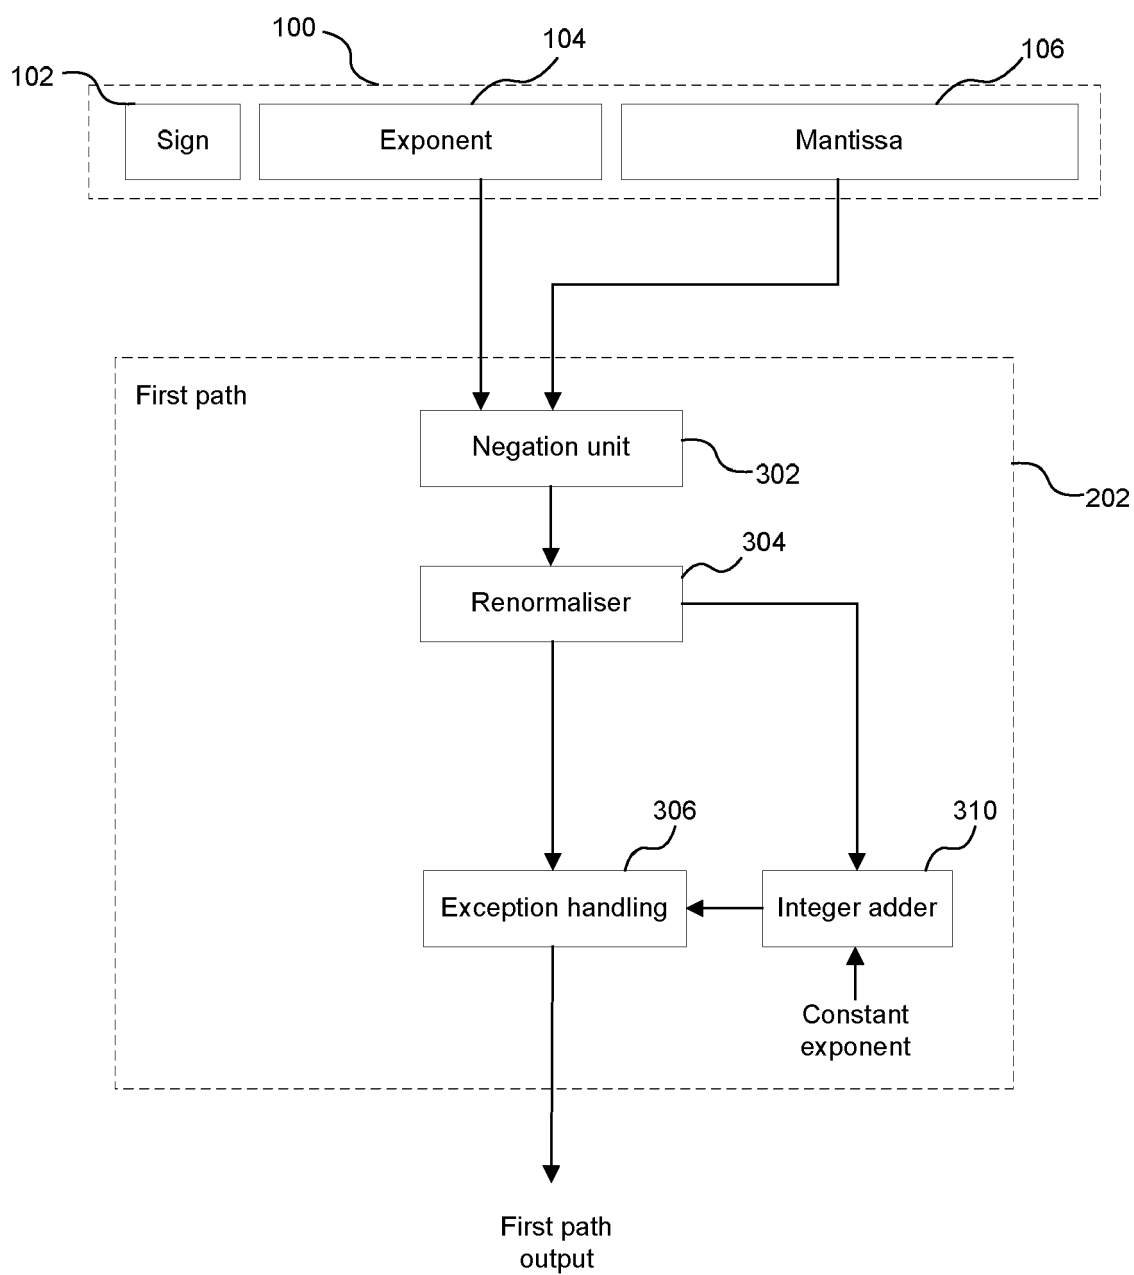 100
104
106
102
Sign
Exponent
Mantissa
First path
Negation unit
302
202
304
Renormaliser
306
310
Exception handling
Integer adder
Constant
exponent
First path
output